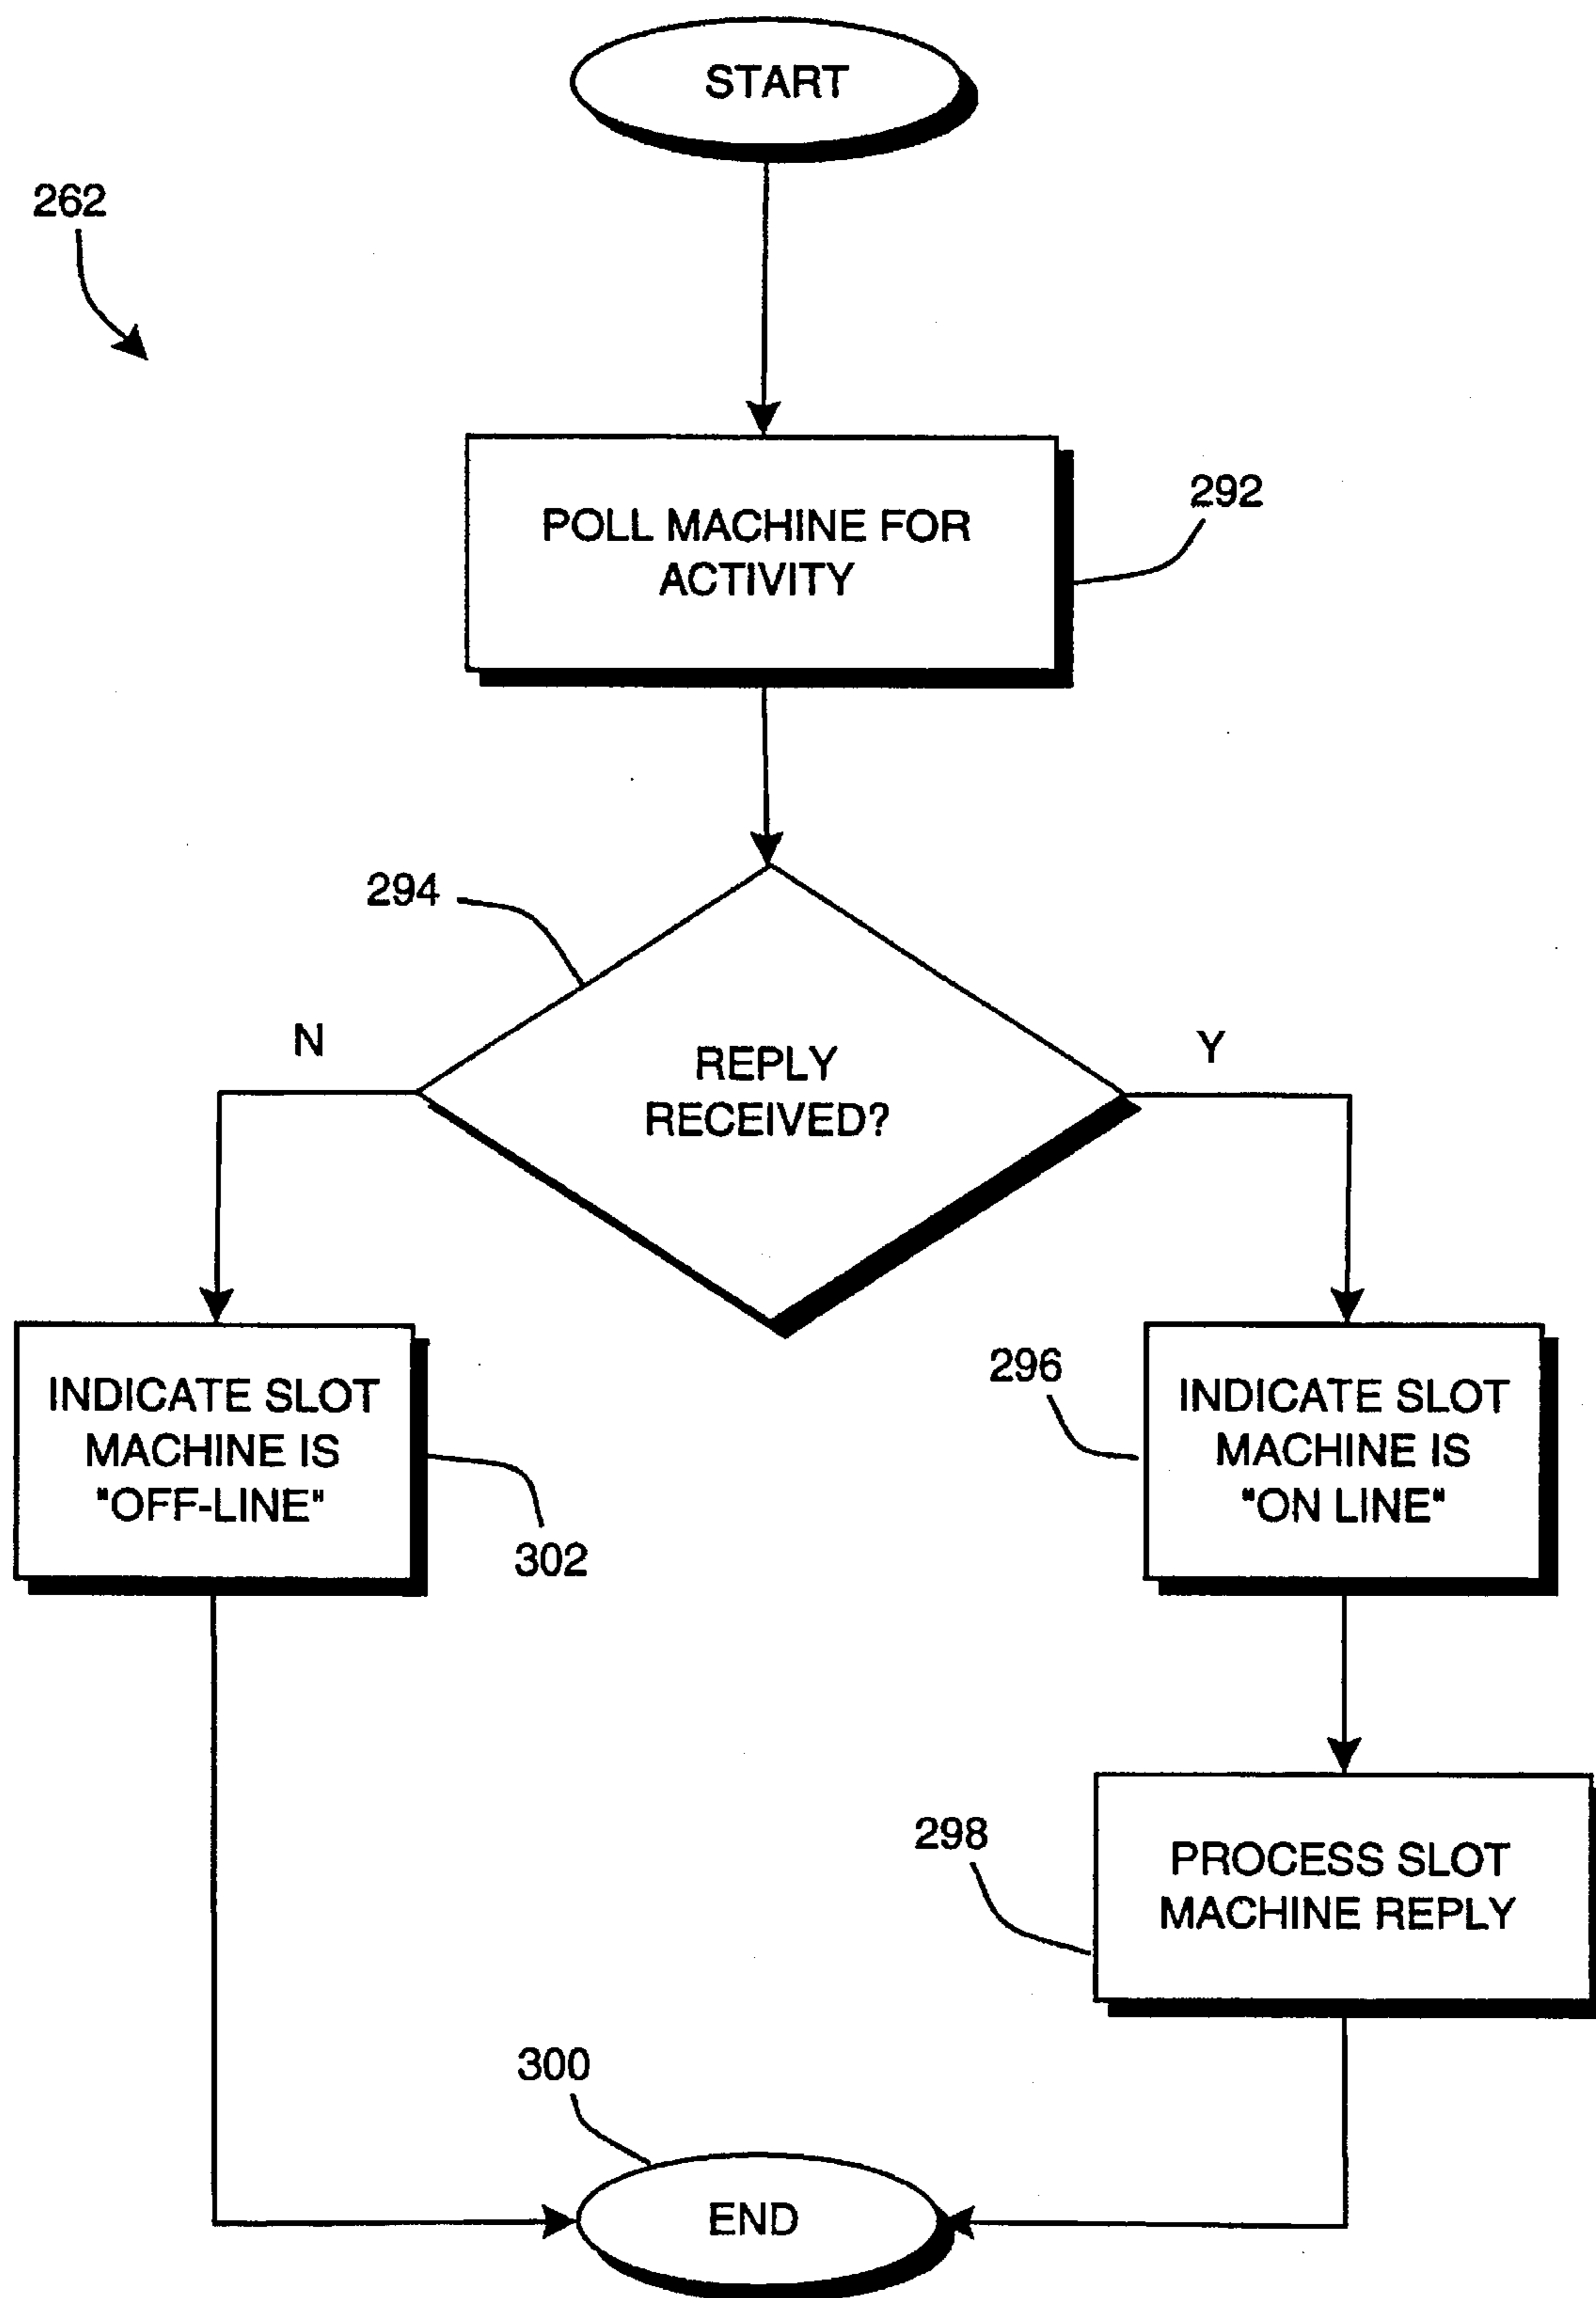 START
262
292
POLL MACHINE FOR
ACTIVITY
294
N
Y
REPLY
RECEIVED?
INDICATE SLOT
MACHINE IS
"OFF-LINE"
302
296
INDICATE SLOT
MACHINE IS
"ON LINE"
298
PROCESS SLOT
MACHINE REPLY
300
END